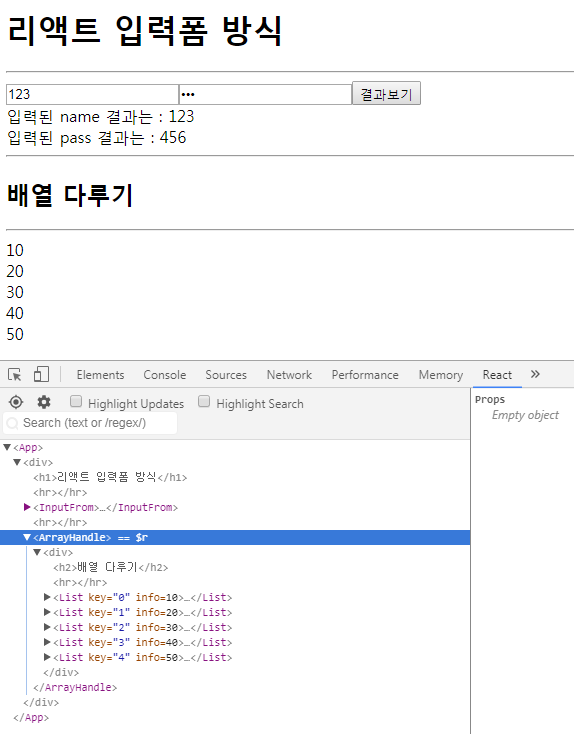 리액트 입력폼 방식
123 ••• 결과보기
입력된 name 결과는 : 123
입력된 pass 결과는 : 456
배열 다루기
10
20
30
40
50
Elements Console Sources Network Performance Memory React »
Highlight Updates Highlight Search
Search (text or /regex/)
Props
Empty object
<App>
<div>
<h1>리액트 입력폼 방식</h1>
<hr></hr>
<InputFrom>…</InputFrom>
<hr></hr>
<ArrayHandle> == $r
<div>
<h2>배열 다루기</h2>
<hr></hr>
<List key="0" info=10>…</List>
<List key="1" info=20>…</List>
<List key="2" info=30>…</List>
<List key="3" info=40>…</List>
<List key="4" info=50>…</List>
</div>
</ArrayHandle>
</div>
</App>